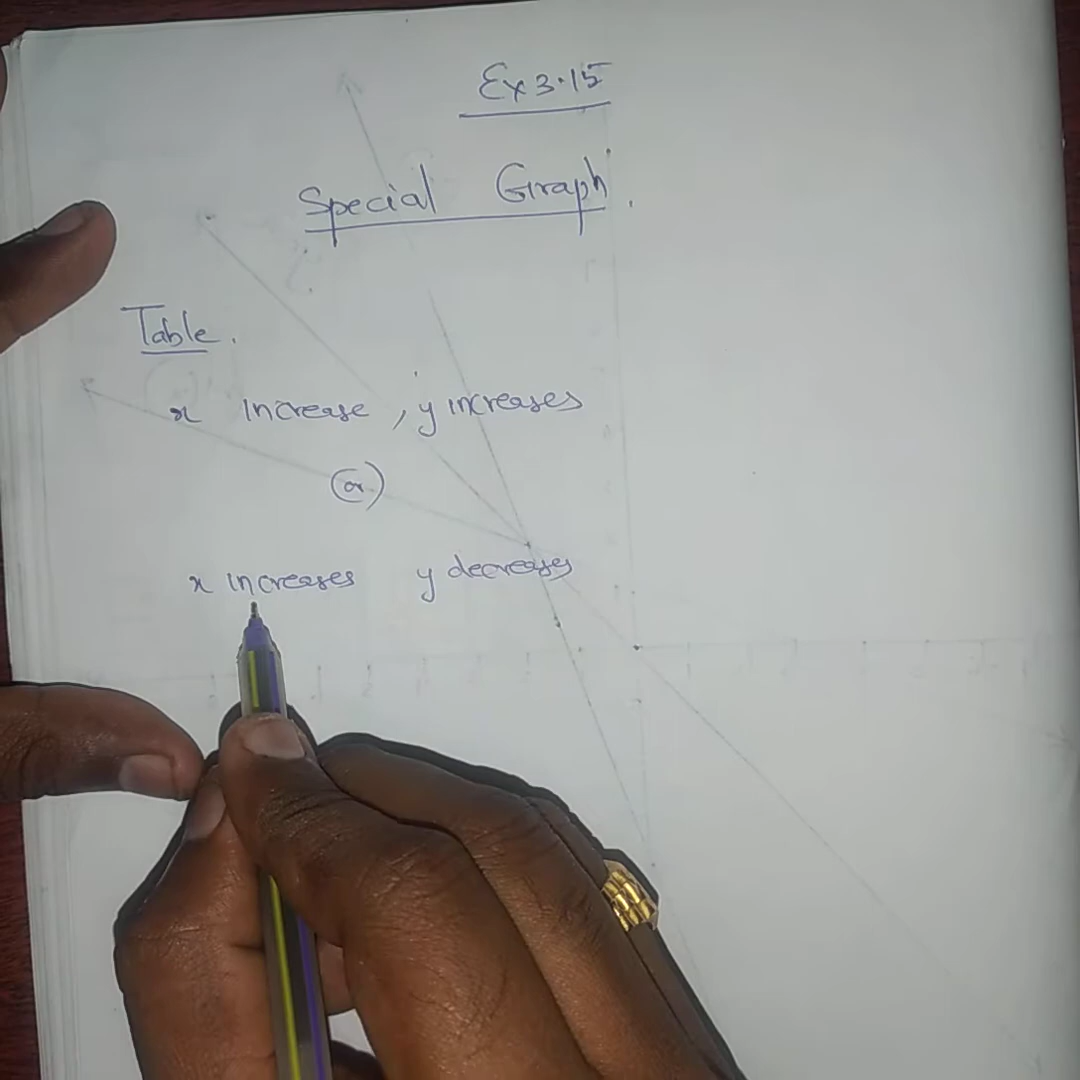 Ex 3.15
Special Graph.
Table.
x increase, y increases
(or)
x increases y decreases